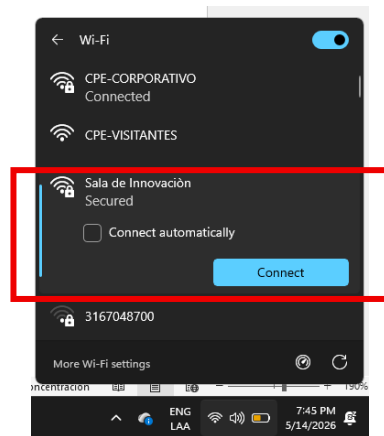 Wi-Fi
CPE-CORPORATIVO
Connected
CPE-VISITANTES
Sala de Innovaciòn
Secured
Connect automatically
Connect
3167048700
More Wi-Fi settings
oncentración
190%
ENG
LAA
7:45 PM
5/14/2026